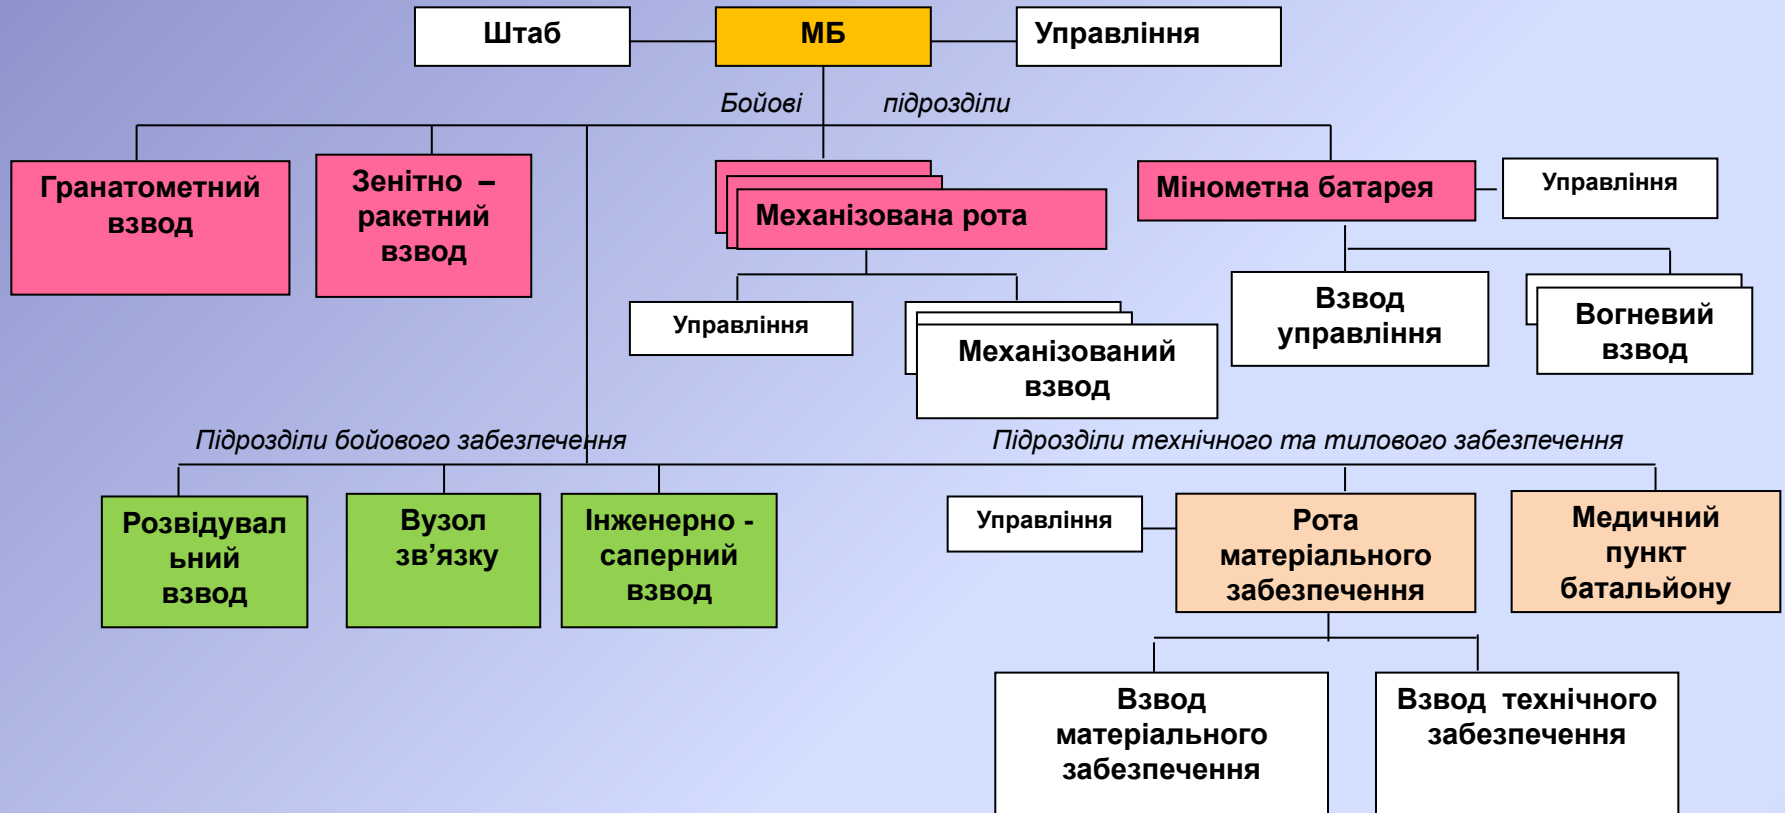 Штаб
МБ
Управління
Бойові підрозділи
Гранатометний
взвод
Зенітно –
ракетний
взвод
Механізована рота
Мінометна батарея
Управління
Управління
Механізований
взвод
Взвод
управління
Вогневий
взвод
Підрозділи бойового забезпечення
Підрозділи технічного та тилового забезпечення
Розвідувал
ьний
взвод
Вузол
зв’язку
Інженерно -
саперний
взвод
Управління
Рота
матеріального
забезпечення
Медичний
пункт
батальйону
Взвод
матеріального
забезпечення
Взвод технічного
забезпечення